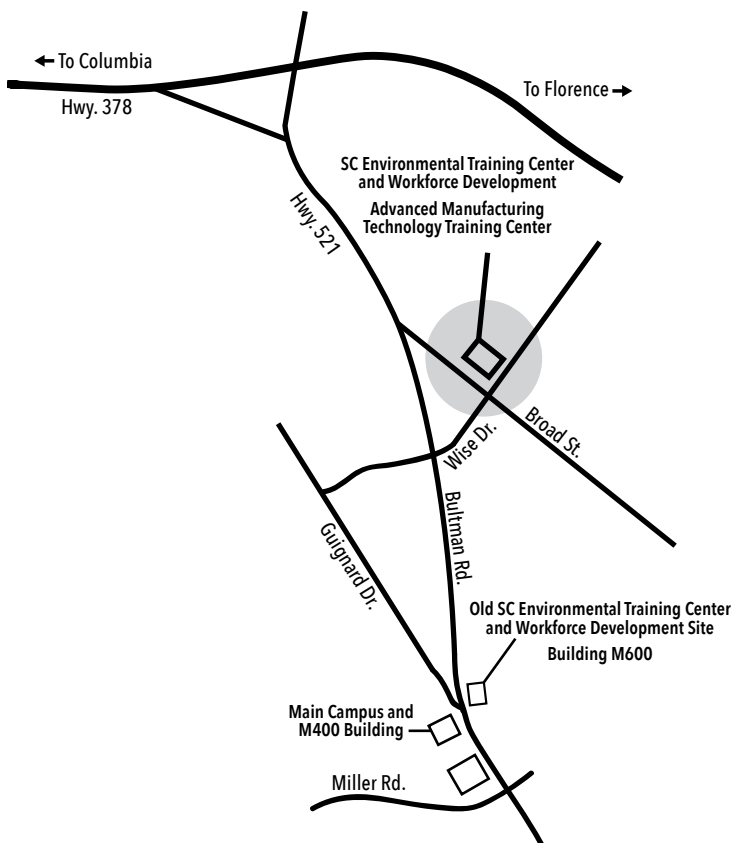 ← To Columbia
Hwy. 378
To Florence →
SC Environmental Training Center
and Workforce Development
Advanced Manufacturing
Technology Training Center
Hwy. 521
Broad St.
Wise Dr.
Bultman Rd.
Guignard Dr.
Old SC Environmental Training Center
and Workforce Development Site
Building M600
Main Campus and
M400 Building
Miller Rd.